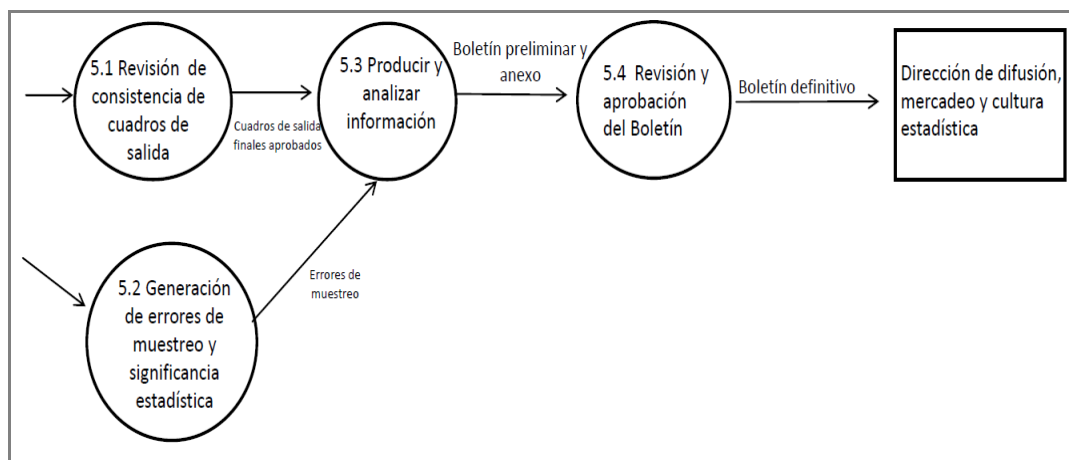 5.1 Revisión de
consistencia de
cuadros de
salida
Cuadros de salida
finales aprobados
5.3 Producir y
analizar
información
Boletín preliminar y
anexo
5.4 Revisión y
aprobación
del Boletín
Boletín definitivo
Dirección de difusión,
mercadeo y cultura
estadística
5.2 Generación
de errores de
muestreo y
significancia
estadística
Errores de
muestreo